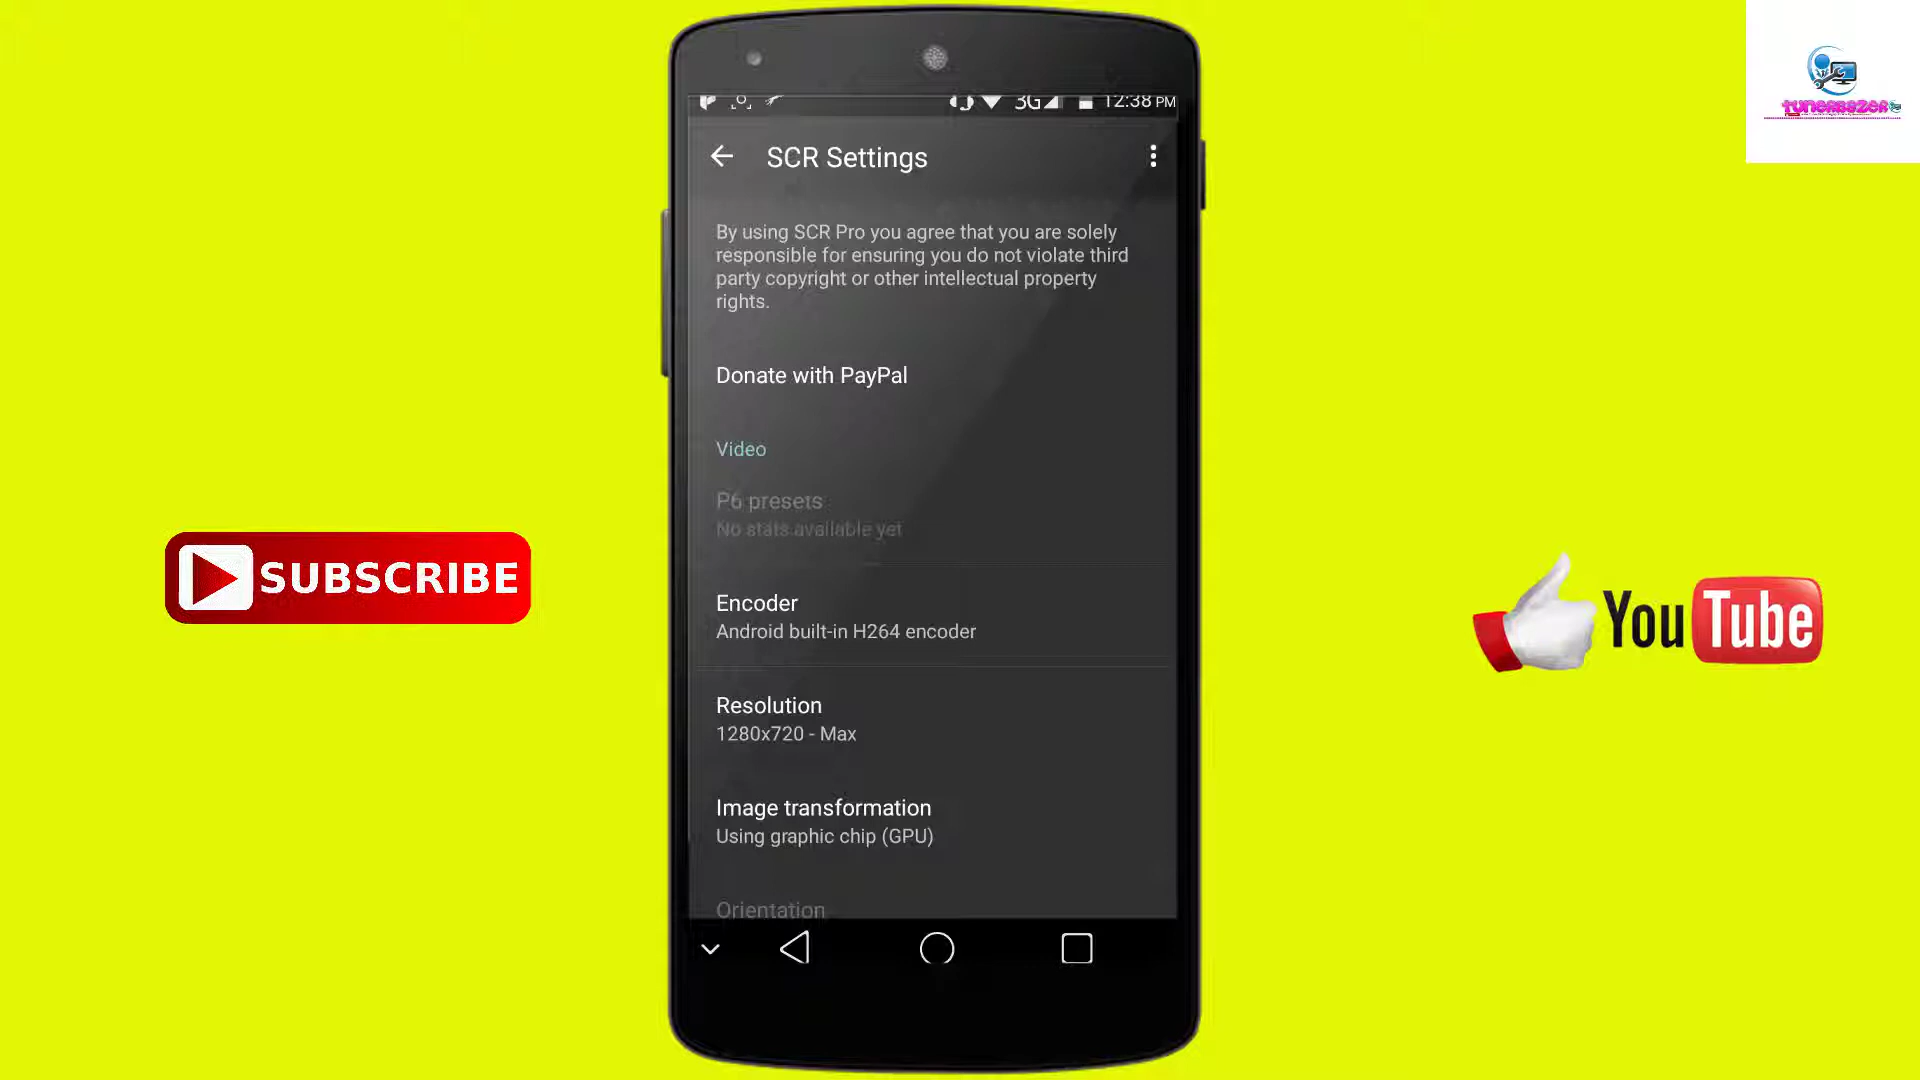 3G 12:38 PM
TUNERBAZER
SCR Settings
By using SCR Pro you agree that you are solely
responsible for ensuring you do not violate third
party copyright or other intellectual property
rights.
Donate with PayPal
Video
P6 presets
No stats available yet
Encoder
Android built-in H264 encoder
SUBSCRIBE
YouTube
Resolution
1280x720 - Max
Image transformation
Using graphic chip (GPU)
Orientation